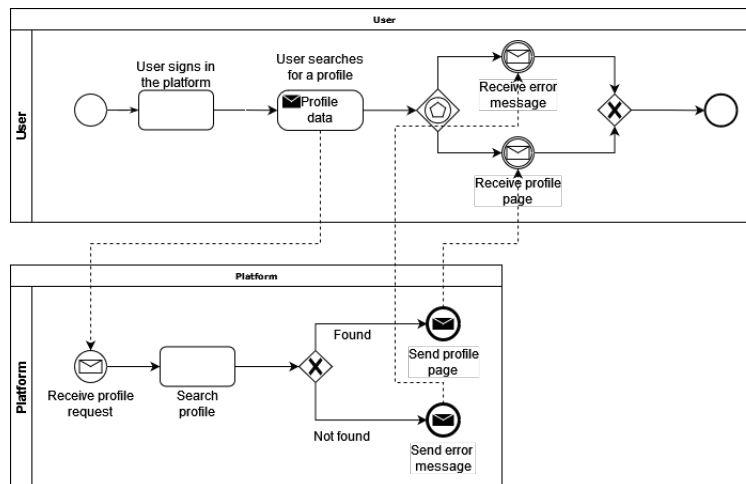 User
User
User signs in
the platform
User searches
for a profile
Profile
data
Receive error
message
Receive profile
page
Platform
Platform
Receive profile
request
Search
profile
Found
Not found
Send profile
page
Send error
message